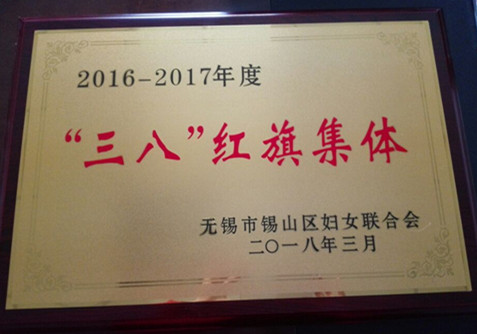 2016-2017年度
“三八”红旗集体
无锡市锡山区妇女联合会
二〇一八年三月